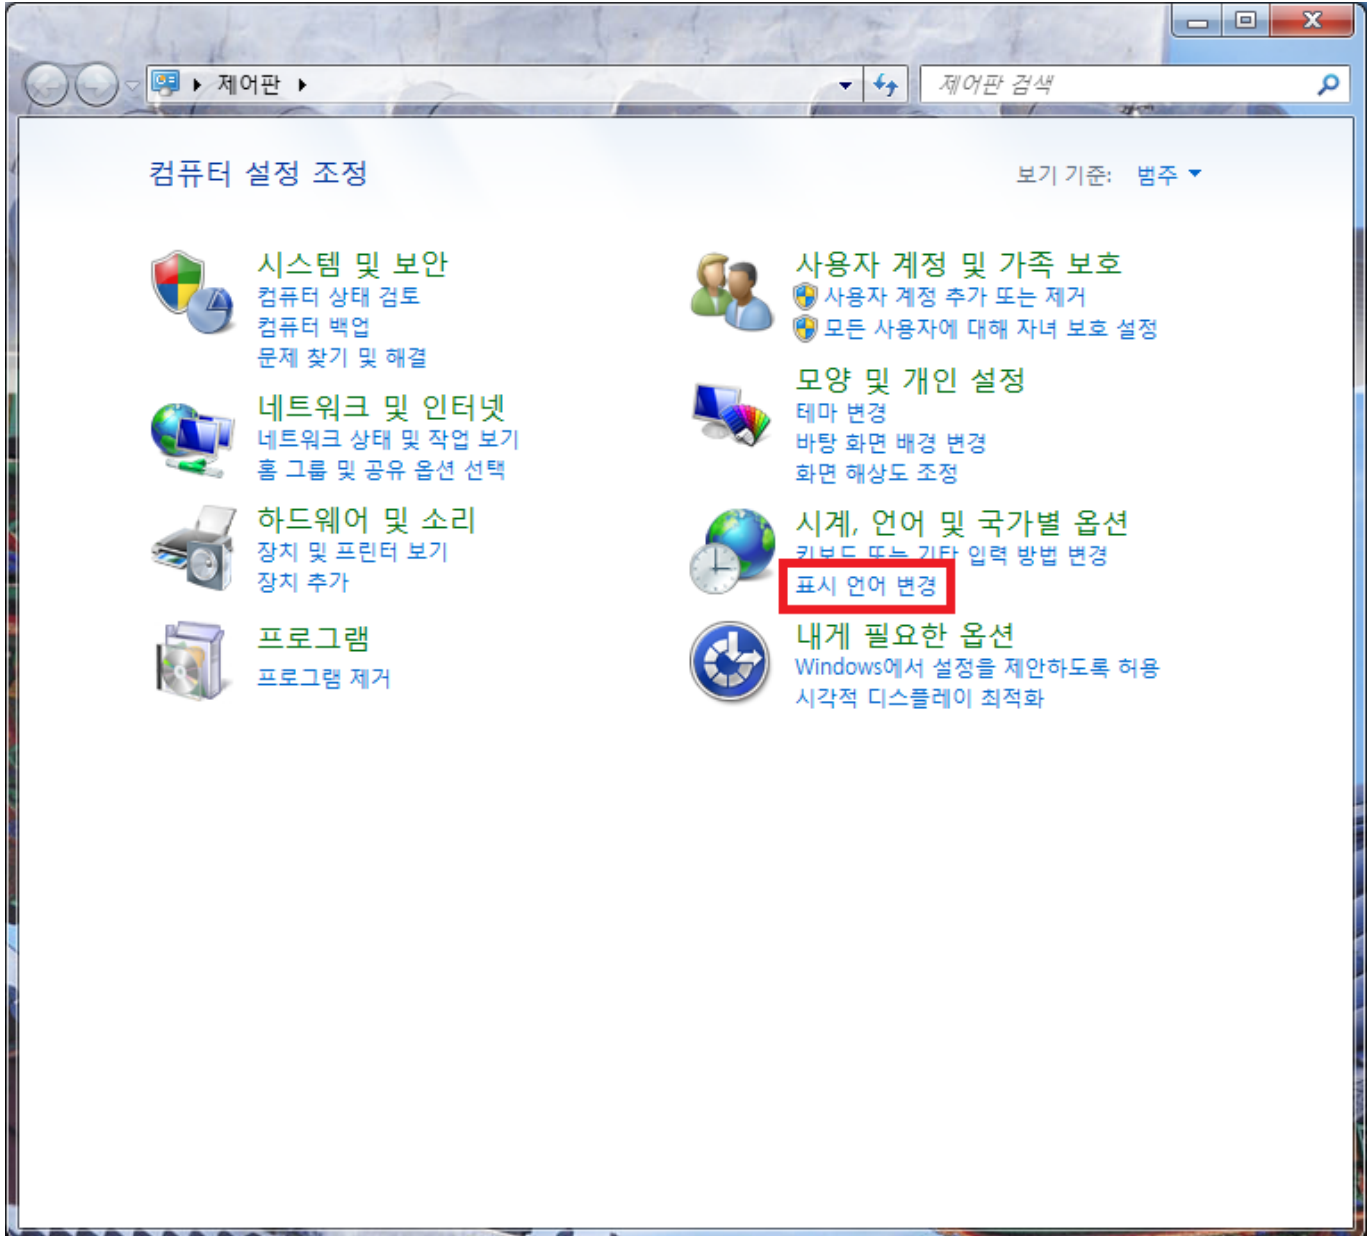 제어판
제어판 검색
컴퓨터 설정 조정
보기 기준: 범주
시스템 및 보안
컴퓨터 상태 검토
컴퓨터 백업
문제 찾기 및 해결
네트워크 및 인터넷
네트워크 상태 및 작업 보기
홈 그룹 및 공유 옵션 선택
하드웨어 및 소리
장치 및 프린터 보기
장치 추가
프로그램
프로그램 제거
사용자 계정 및 가족 보호
사용자 계정 추가 또는 제거
모든 사용자에 대해 자녀 보호 설정
모양 및 개인 설정
테마 변경
바탕 화면 배경 변경
화면 해상도 조정
시계, 언어 및 국가별 옵션
키보드 또는 기타 입력 방법 변경
표시 언어 변경
내게 필요한 옵션
Windows에서 설정을 제안하도록 허용
시각적 디스플레이 최적화